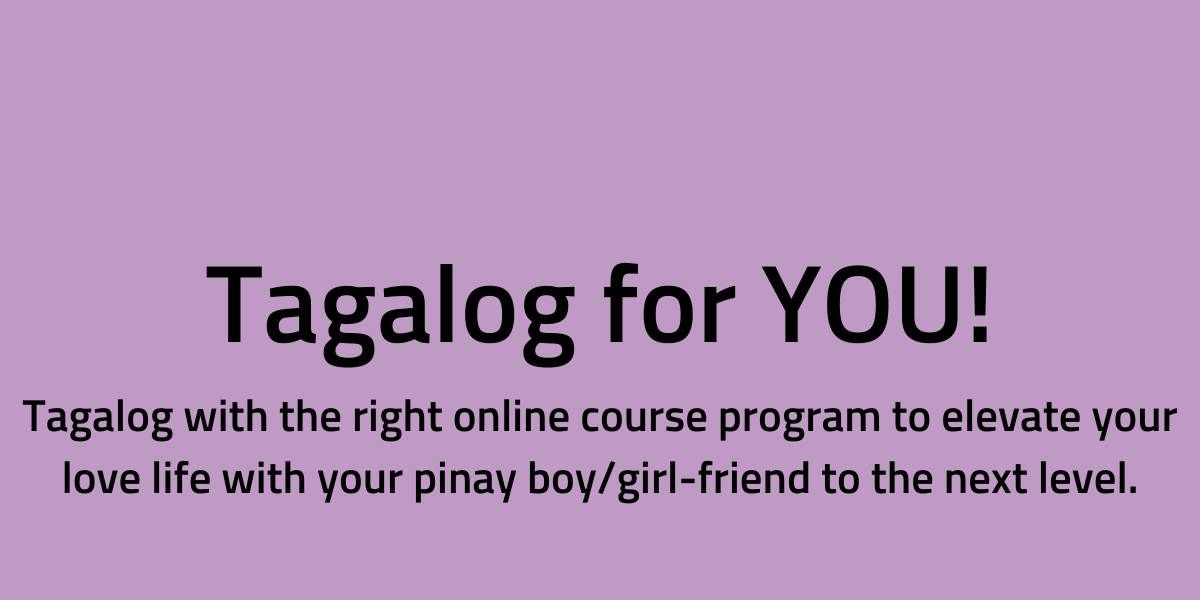 Tagalog for YOU!
Tagalog with the right online course program to elevate your
love life with your pinay boy/girl-friend to the next level.